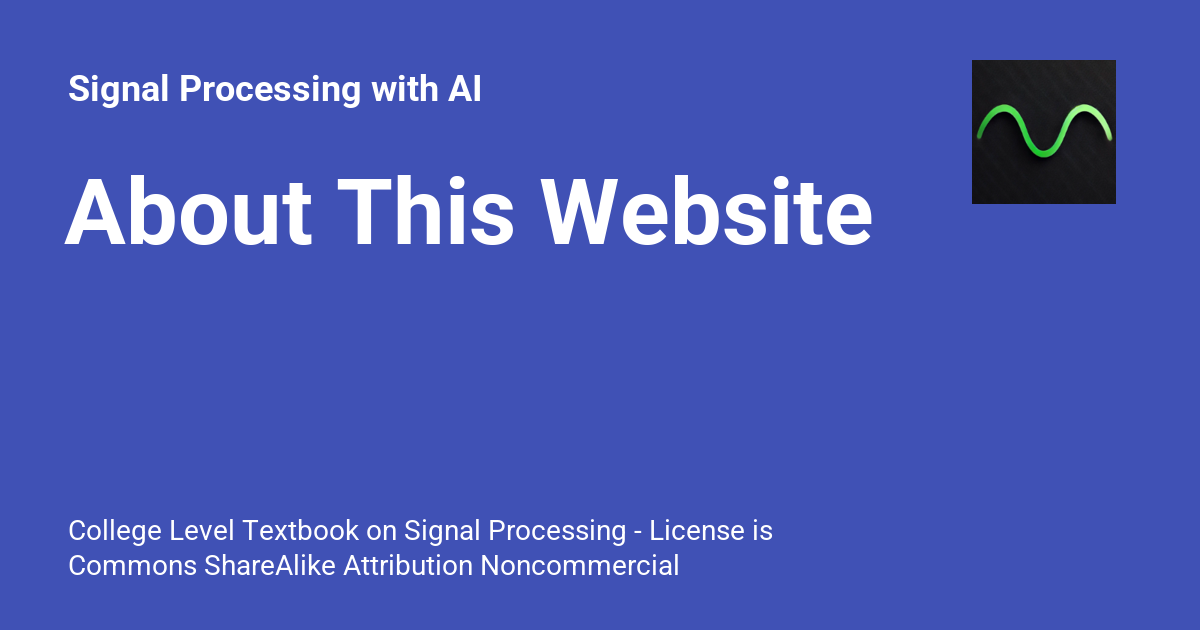 Signal Processing with AI
About This Website
College Level Textbook on Signal Processing - License is
Commons ShareAlike Attribution Noncommercial